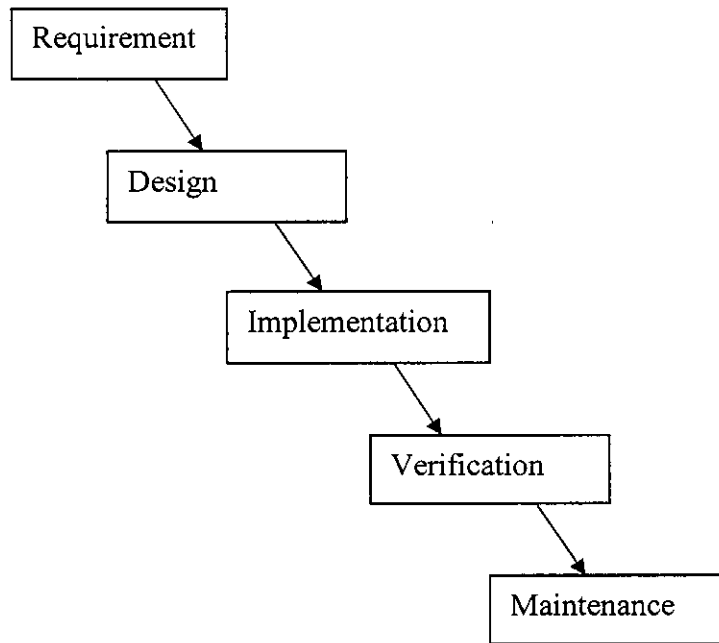 Requirement
Design
Implementation
Verification
Maintenance